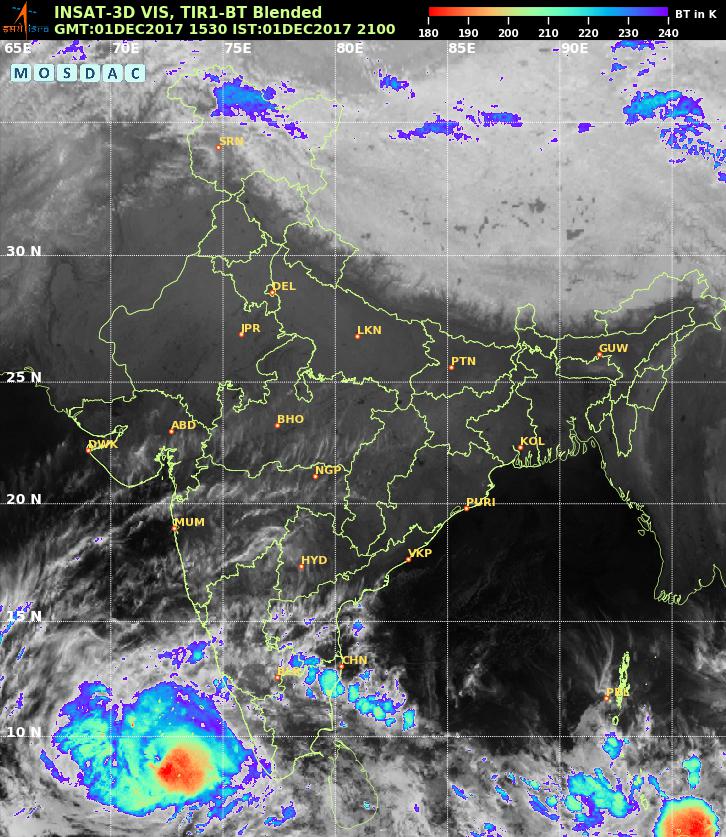 INSAT-3D VIS, TIR1-BT Blended
GMT:01DEC2017 1530 IST:01DEC2017 2100
BT in K
180 190 200 210 220 230 240
65E 70E 75E 80E 85E 90E
MOSDAC
SRN
30 N
DEL
JPR LKN
GUW
PTN
25 N
ABD BHO
DWK KOL
NGP
20 N PURI
MUM
HYD VKP
15 N
CHN
PBL
10 N